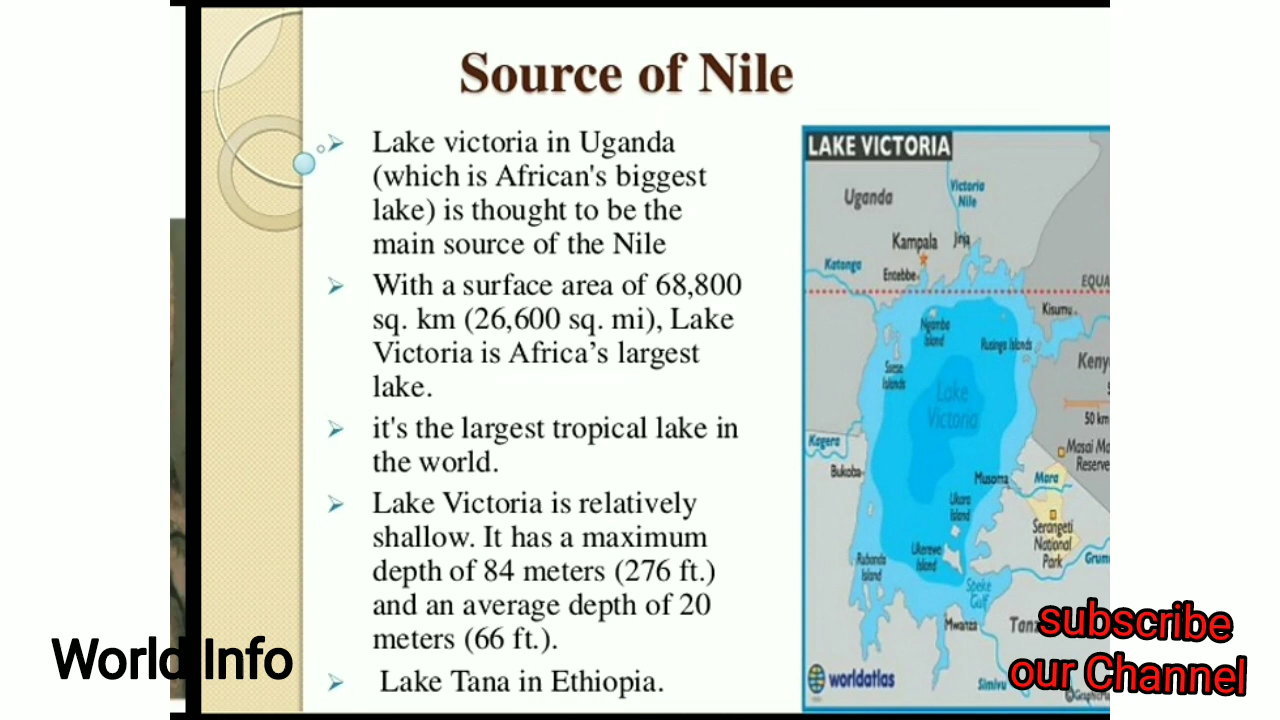 Source of Nile
Lake victoria in Uganda
(which is African's biggest
lake) is thought to be the
main source of the Nile
With a surface area of 68,800
sq. km (26,600 sq. mi), Lake
Victoria is Africa’s largest
lake.
it's the largest tropical lake in
the world.
Lake Victoria is relatively
shallow. It has a maximum
depth of 84 meters (276 ft.)
and an average depth of 20
meters (66 ft.).
Lake Tana in Ethiopia.
LAKE VICTORIA
Uganda
Victoria
Nile
Kampala
Jinja
Katonga
Entebbe
EQUA
Kisumu
Ngamba
Island
Rusinga Islands
Ssese
Islands
Keny
Lake
Victoria
50 km
Kagera
Masai Ma
Reserve
Bukoba
Musoma
Mara
Ukara
Island
Serengeti
National
Park
Rubondo
Island
Ukerewe
Island
Grum
Speke
Gulf
Mwanza
Tanz
Simiyu
worldatlas
World Info
subscribe
our Channel